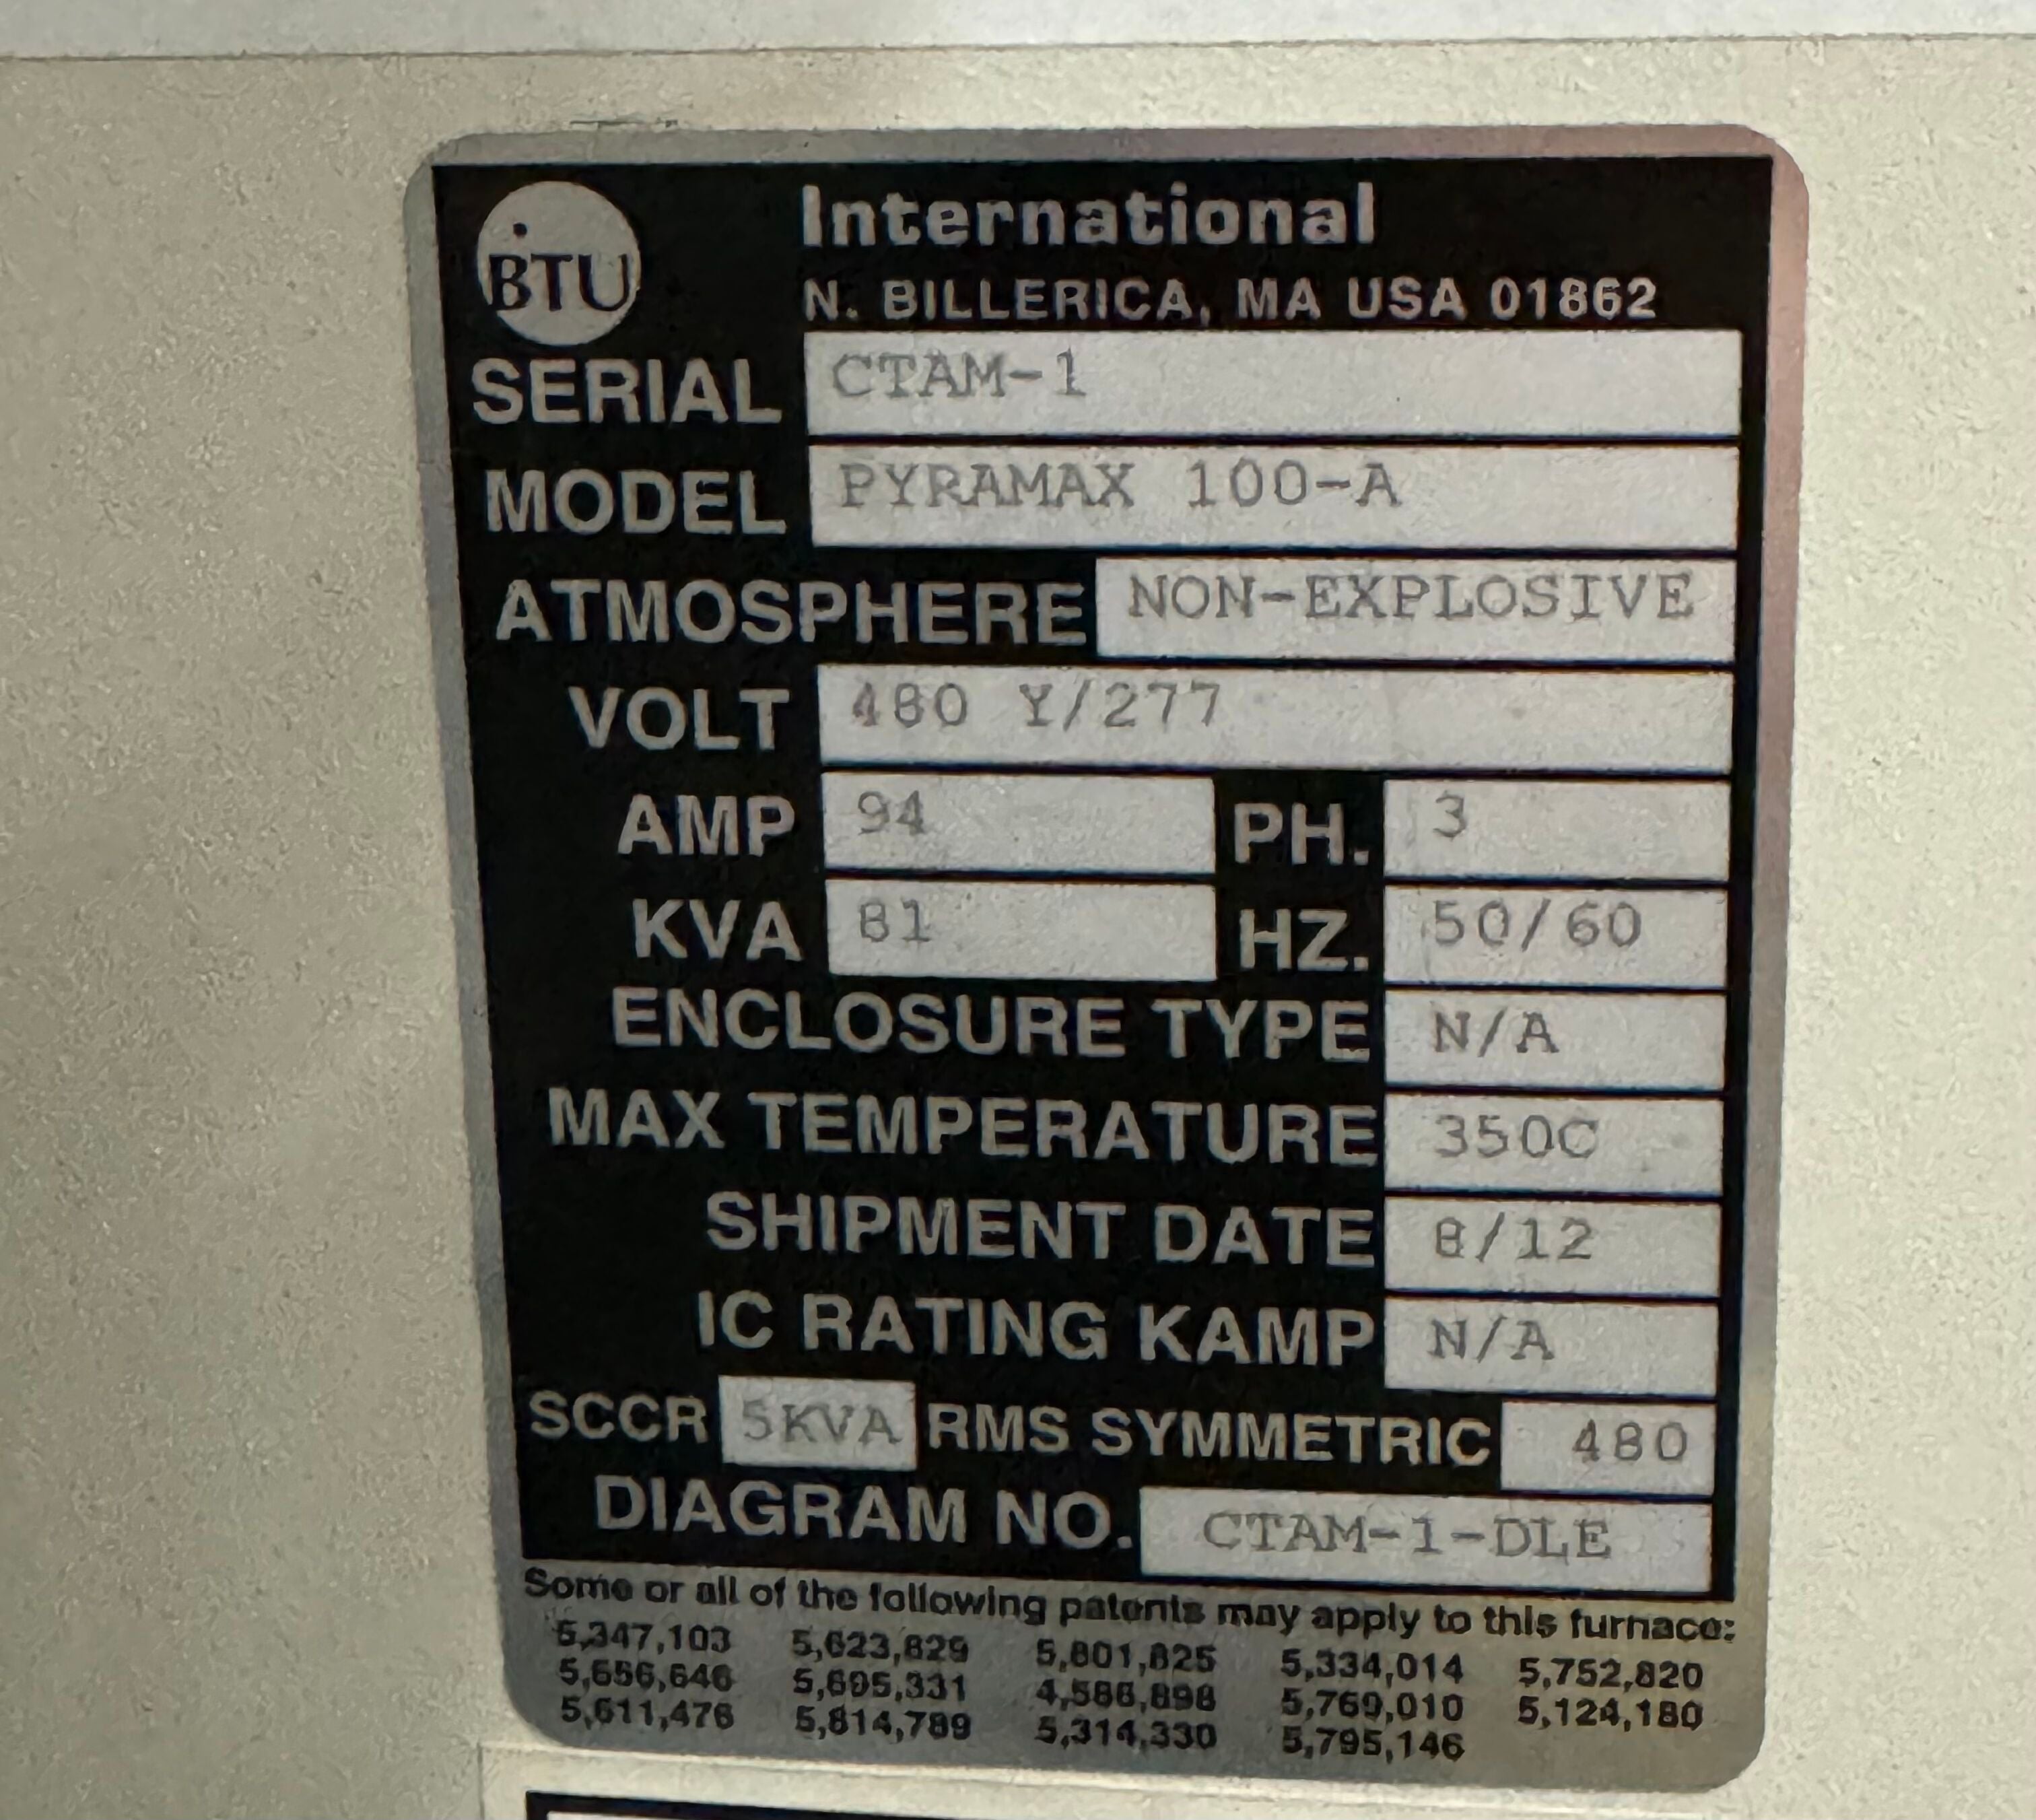 BTU International
N. BILLERICA, MA USA 01862
SERIAL CTAM-1
MODEL PYRAMAX 100-A
ATMOSPHERE NON-EXPLOSIVE
VOLT 480 Y/277
AMP 94 PH. 3
KVA 81 HZ. 50/60
ENCLOSURE TYPE N/A
MAX TEMPERATURE 350C
SHIPMENT DATE 8/12
IC RATING KAMP N/A
SCCR 5KVA RMS SYMMETRIC 480
DIAGRAM NO. CTAM-1-DLE
Some or all of the following patents may apply to this furnace:
5,347,103 5,623,829 5,801,825 5,334,014 5,752,820
5,656,646 5,695,331 4,586,898 5,769,010 5,124,180
5,611,476 5,814,789 5,314,330 5,795,146